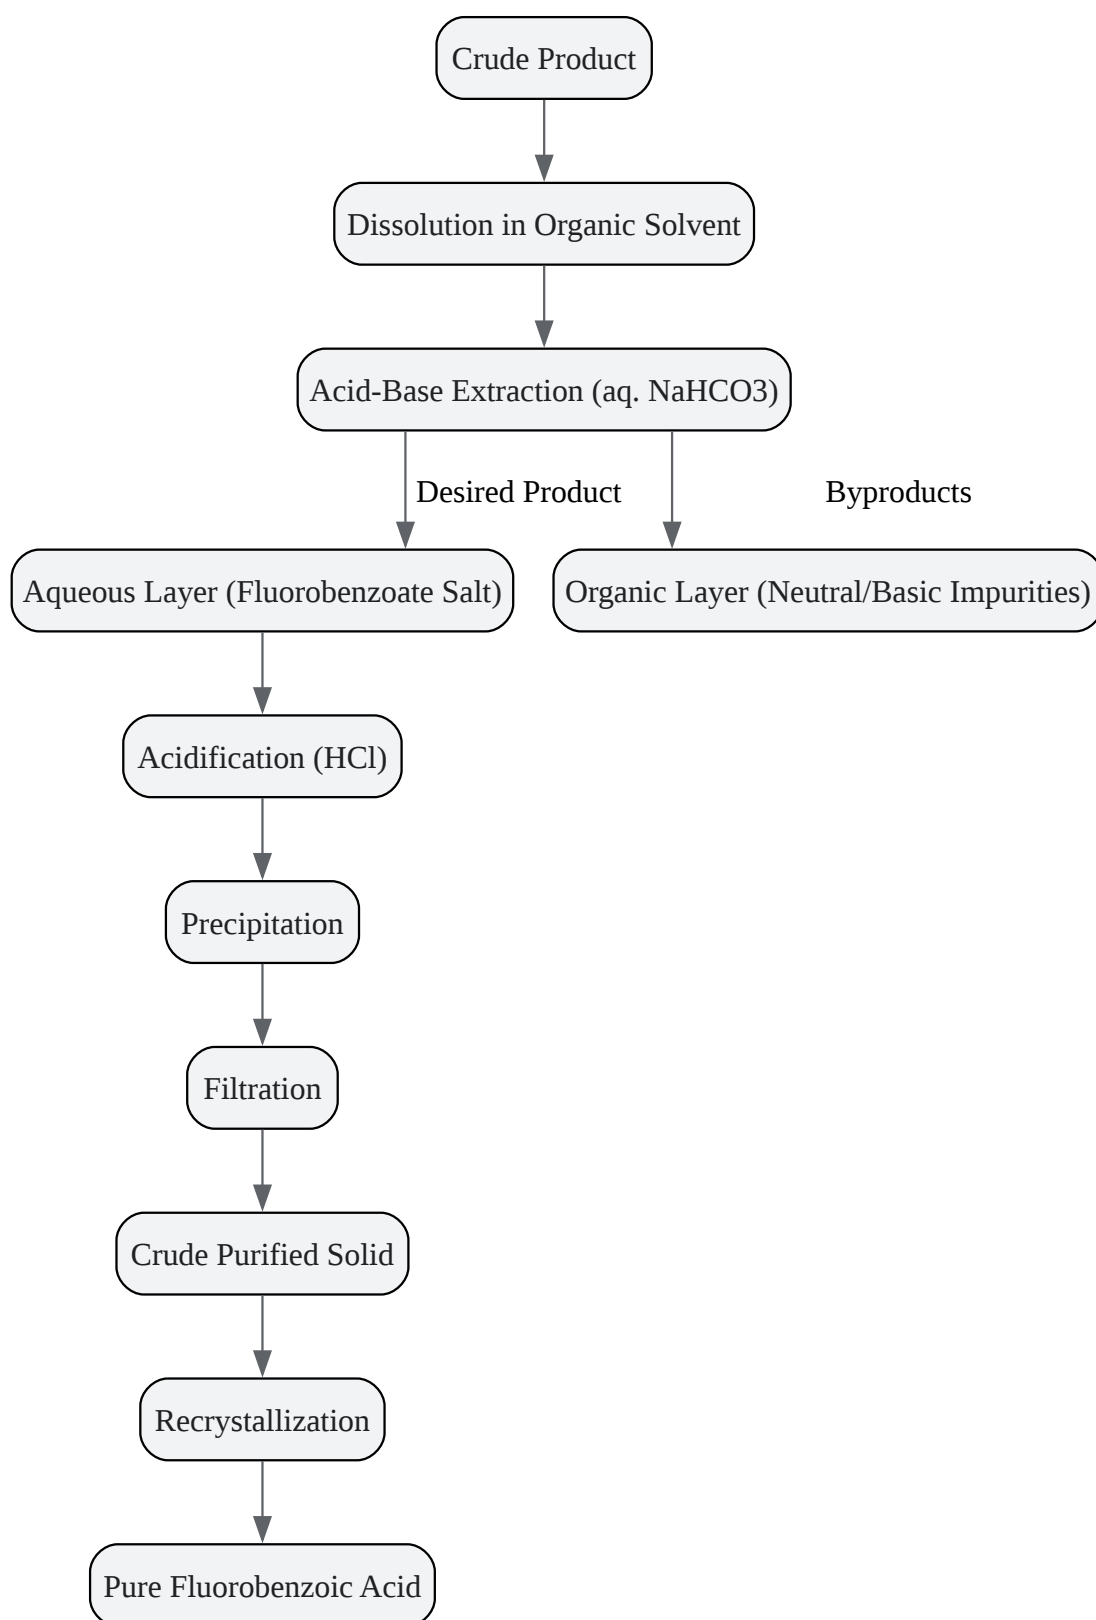 Crude Product
Dissolution in Organic Solvent
Acid-Base Extraction (aq. NaHCO3)
Desired Product
Byproducts
Aqueous Layer (Fluorobenzoate Salt)
Organic Layer (Neutral/Basic Impurities)
Acidification (HCl)
Precipitation
Filtration
Crude Purified Solid
Recrystallization
Pure Fluorobenzoic Acid